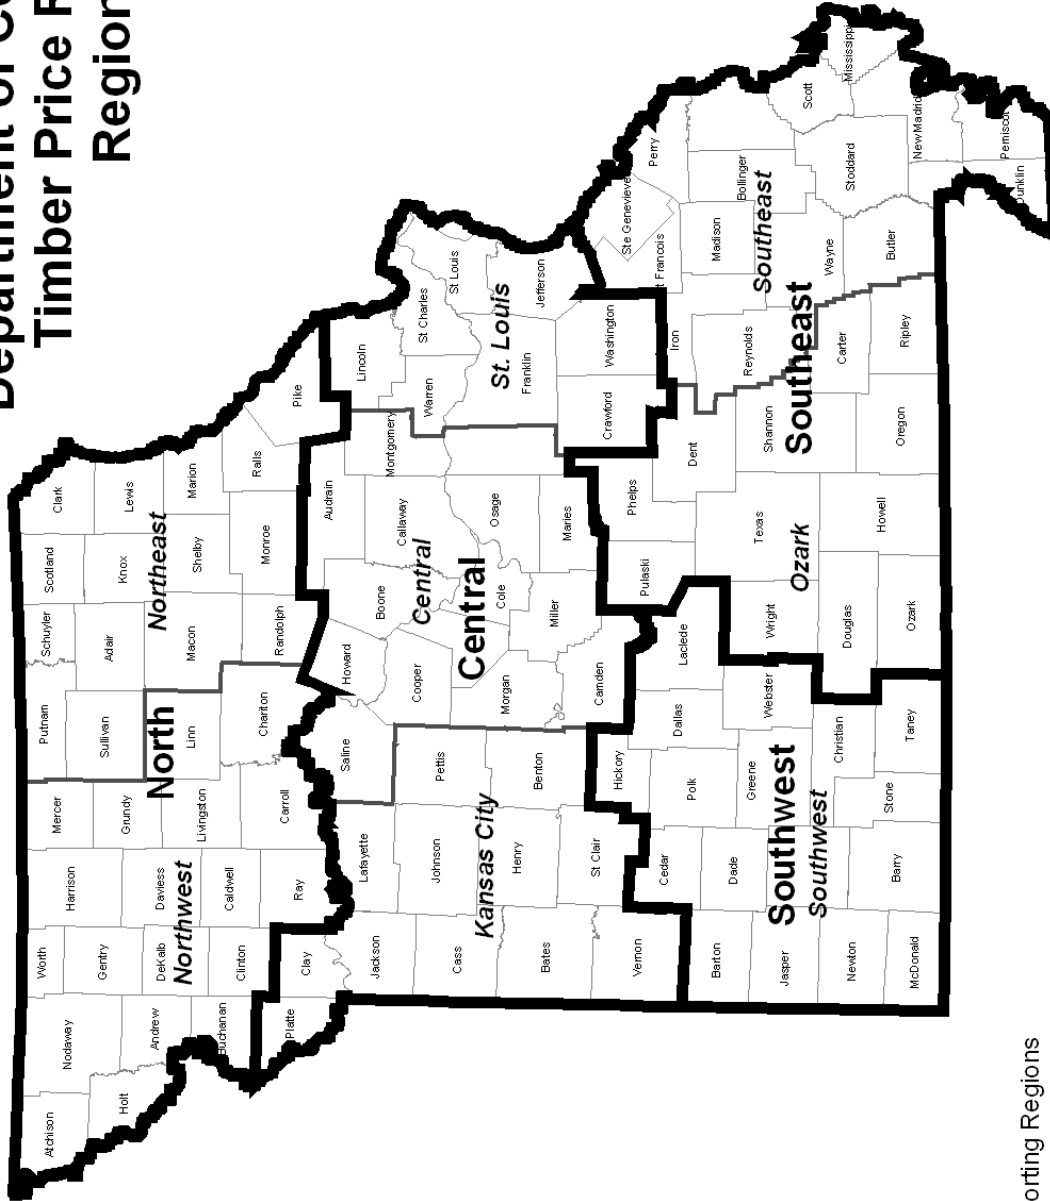 Department of Co
Timber Price R
Region
Atchison
Nodaway
Worth
Harrison
Mercer
Putnam
Schuyler
Scotland
Clark
Holt
Andrew
Gentry
DeKalb
Daviess
Grundy
Sullivan
Adair
Knox
Lewis
Buchanan
Clinton
Caldwell
Livingston
Linn
Macon
Shelby
Marion
Northwest
North
Northeast
Platte
Clay
Ray
Carroll
Chariton
Randolph
Monroe
Ralls
Pike
Jackson
Lafayette
Saline
Howard
Boone
Audrain
Callaway
Montgomery
Lincoln
Warren
St Charles
St Louis
Cass
Johnson
Pettis
Cooper
Central
Cole
Osage
Franklin
Jefferson
Kansas City
Central
St. Louis
Bates
Henry
Benton
Morgan
Miller
Maries
Crawford
Washington
Vernon
St Clair
Hickory
Camden
Pulaski
Phelps
Dent
Iron
t Francois
Ste Genevieve
Perry
Barton
Cedar
Polk
Dallas
Laclede
Texas
Shannon
Reynolds
Madison
Bollinger
Dade
Greene
Webster
Wright
Jasper
Southwest
Southwest
Ozark
Southeast
Southeast
Scott
Mississippi
Newton
Christian
Douglas
Howell
Carter
Wayne
Stoddard
McDonald
Barry
Stone
Taney
Ozark
Oregon
Ripley
Butler
New Madrid
Pemiscot
Dunklin
orting Regions